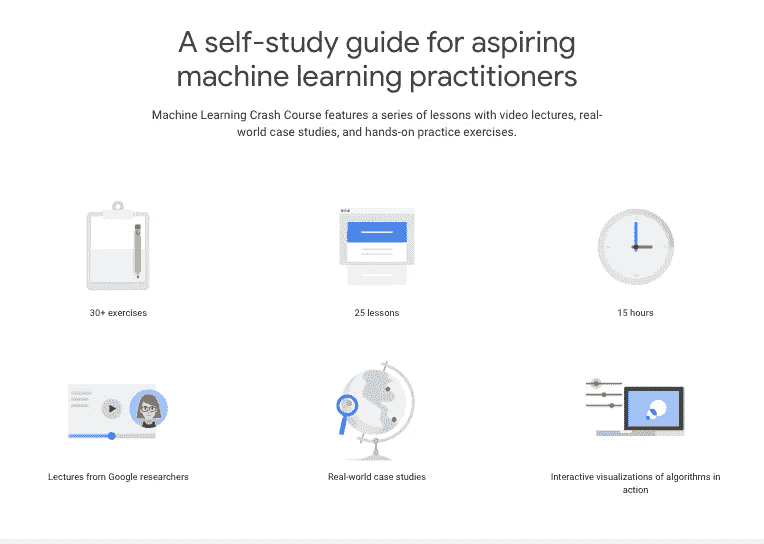 A self-study guide for aspiring
machine learning practitioners
Machine Learning Crash Course features a series of lessons with video lectures, real-
world case studies, and hands-on practice exercises.
30+ exercises
25 lessons
15 hours
Lectures from Google researchers
Real-world case studies
Interactive visualizations of algorithms in
action